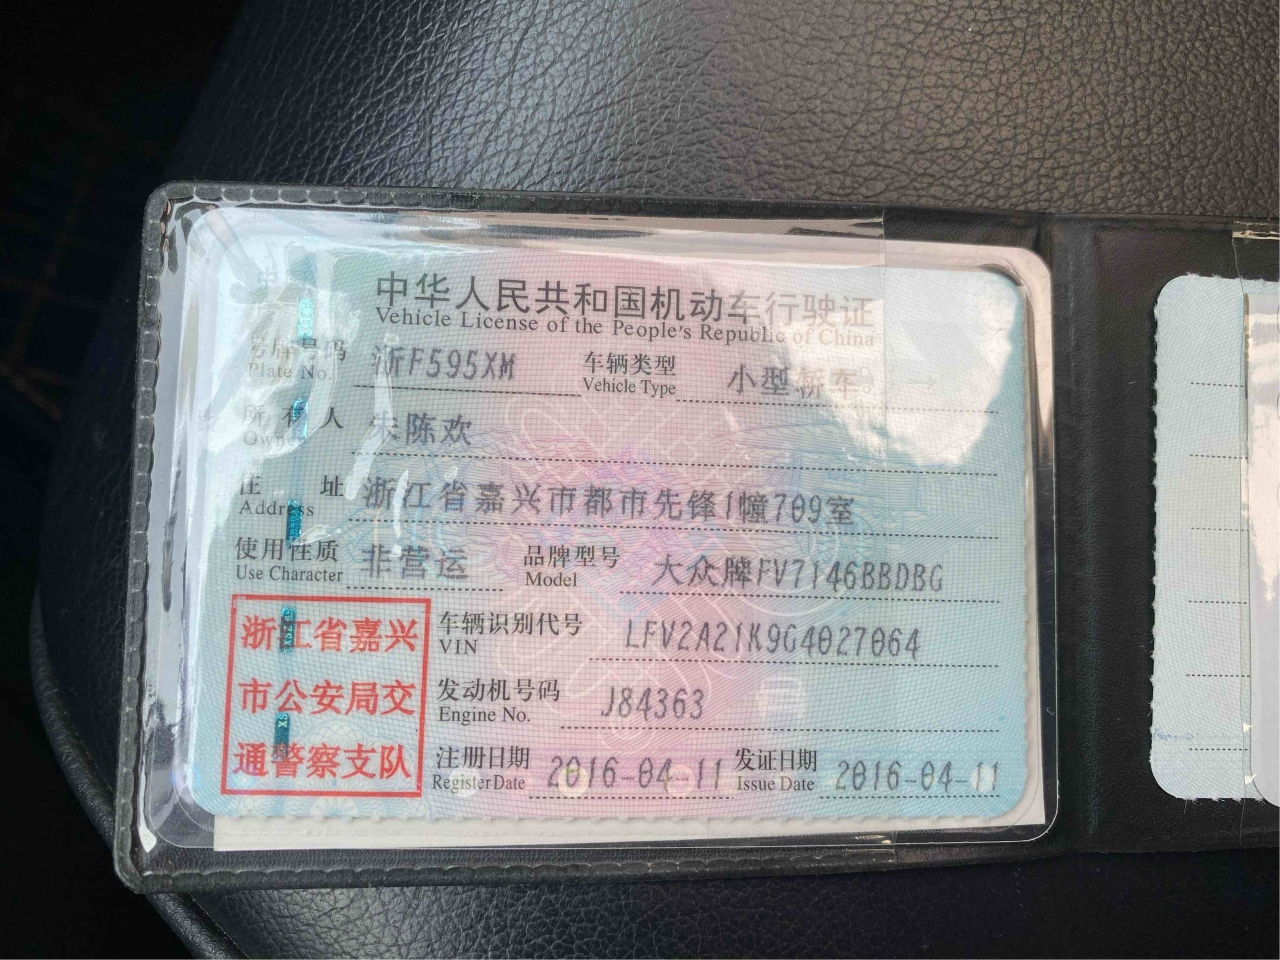 中华人民共和国机动车行驶证
Vehicle License of the People's Republic of China
号牌号码 浙F595XM 车辆类型 小型轿车
Plate No. Vehicle Type
所有人 朱陈欢
Owner
住址 浙江省嘉兴市都市先锋1幢709室
Address
使用性质 非营运 品牌型号 大众牌FV7146BBDBG
Use Character Model
浙江省嘉兴 车辆识别代号 LFV2A21K9G4027064
VIN
市公安局交 发动机号码 J84363
Engine No.
通警察支队 注册日期 2016-04-11 发证日期 2016-04-11
Register Date Issue Date